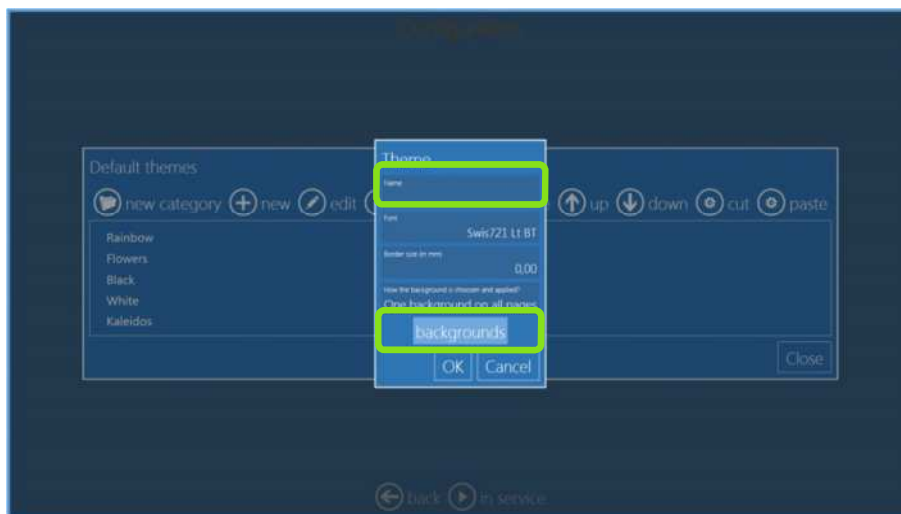 Configuration
Default themes
new category new edit up down cut paste
Rainbow
Flowers
Black
White
Kaleidos
Close
Theme
Name
Font
Swis721 Lt BT
Border size (in mm)
0,00
How the background is choosen and applied?
One background on all pages
backgrounds
OK Cancel
back in service